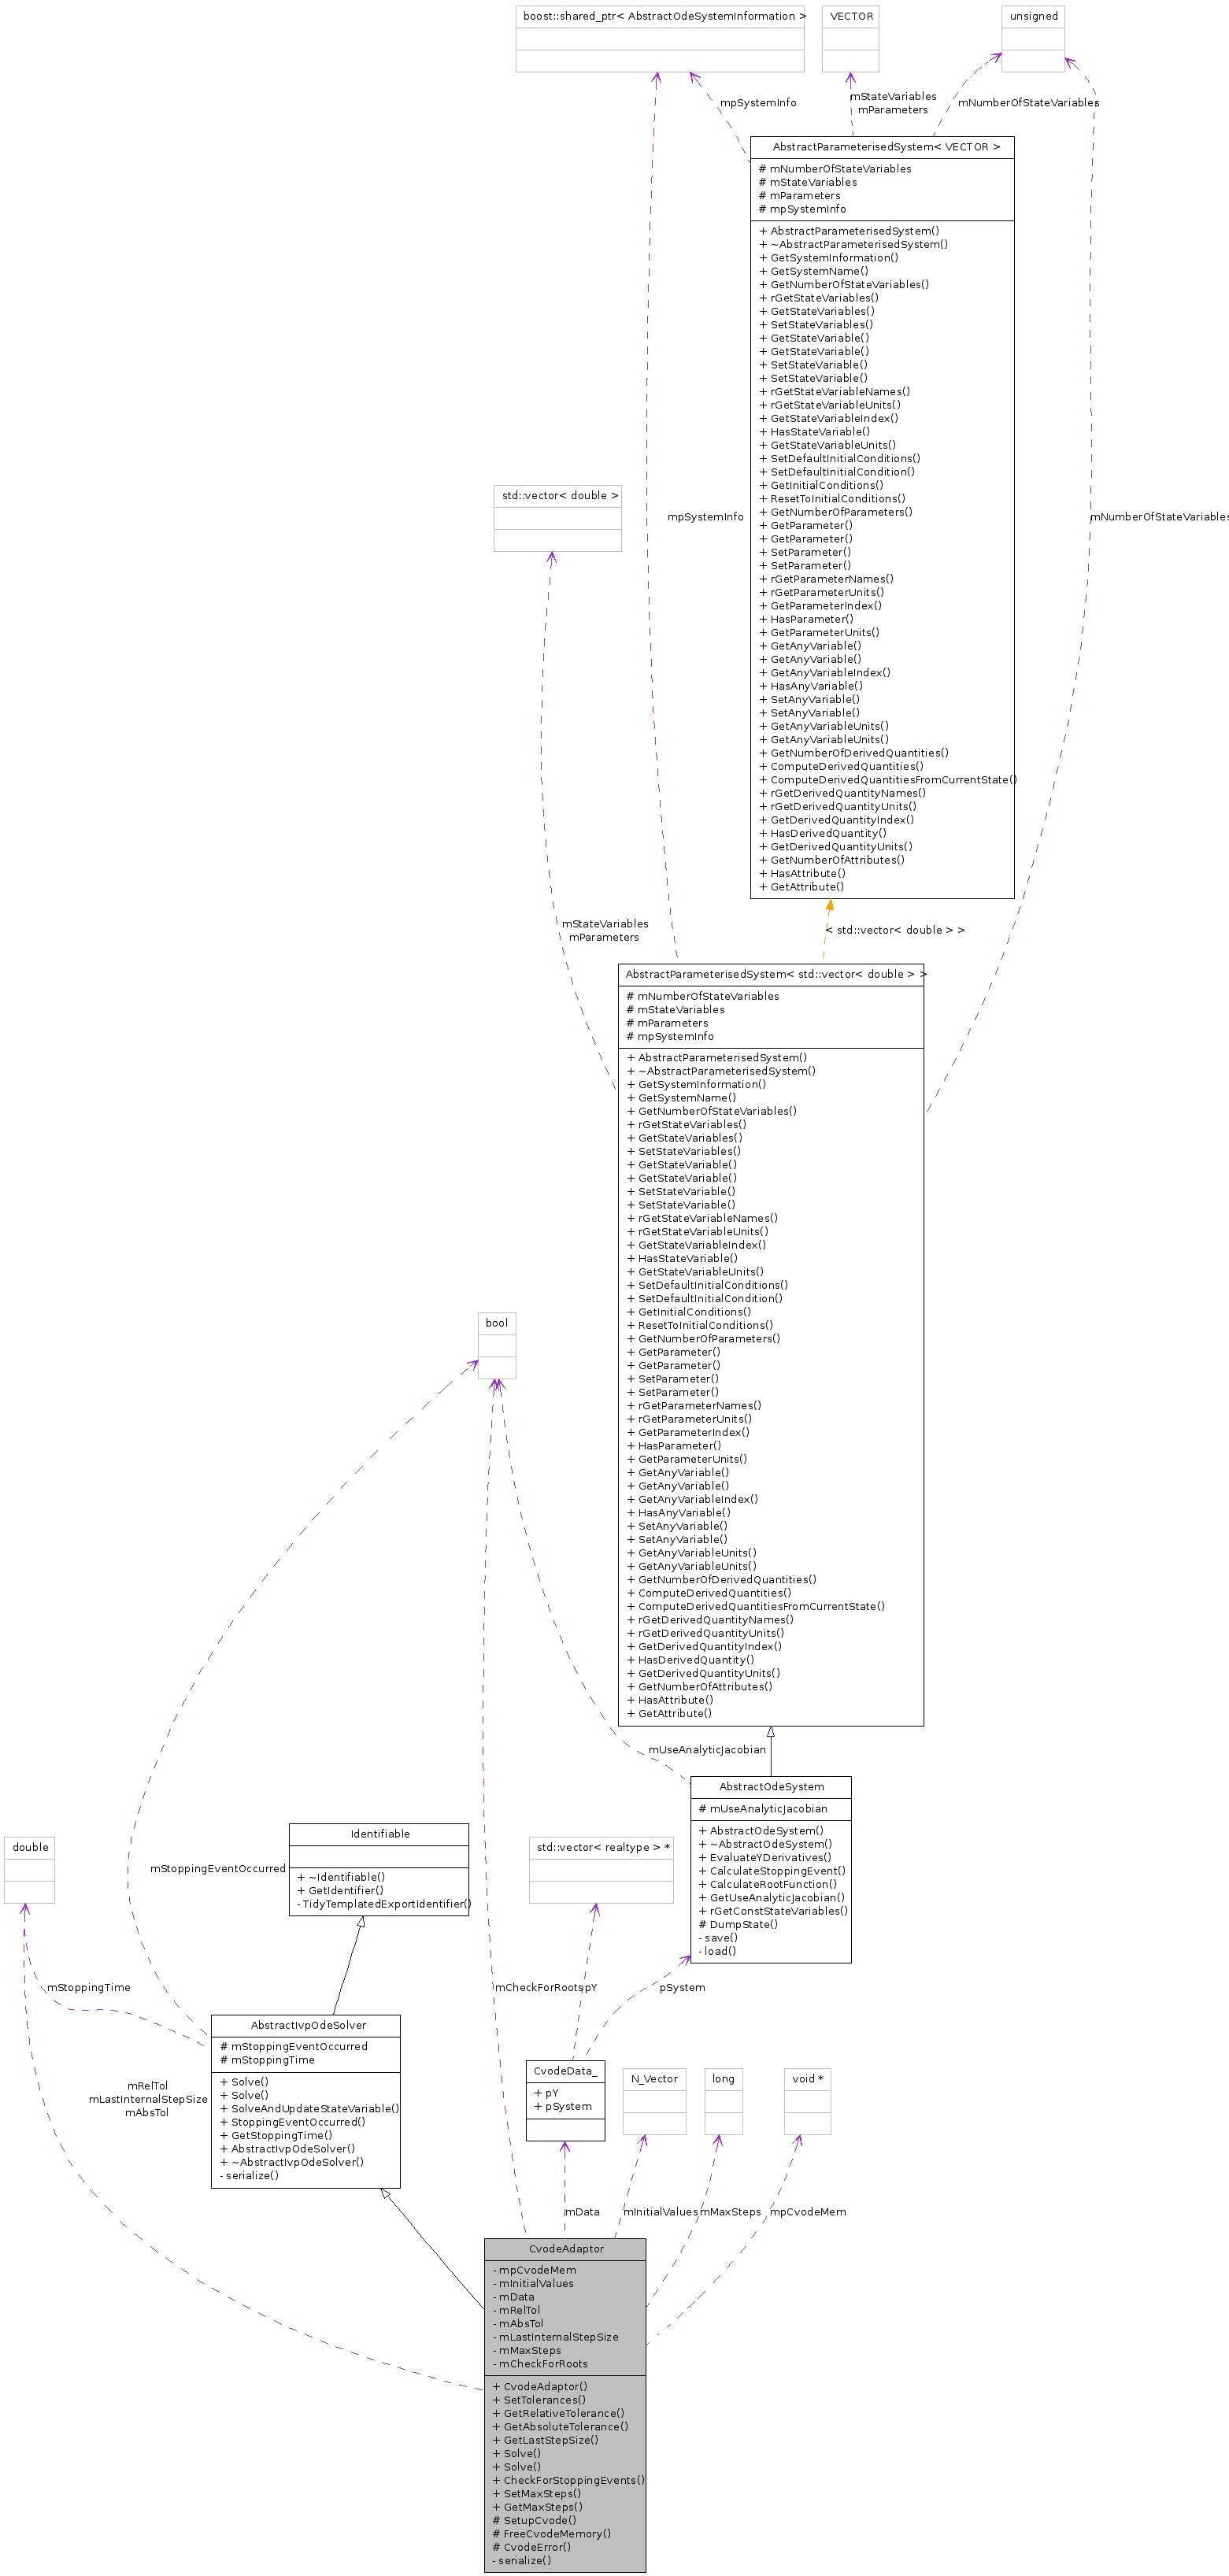 boost::shared_ptr< AbstractOdeSystemInformation >
VECTOR
unsigned
mpSystemInfo
mStateVariables
mParameters
mNumberOfStateVariables
AbstractParameterisedSystem< VECTOR >
# mNumberOfStateVariables
# mStateVariables
# mParameters
# mpSystemInfo
+ AbstractParameterisedSystem()
+ ~AbstractParameterisedSystem()
+ GetSystemInformation()
+ GetSystemName()
+ GetNumberOfStateVariables()
+ rGetStateVariables()
+ GetStateVariables()
+ SetStateVariables()
+ GetStateVariable()
+ GetStateVariable()
+ SetStateVariable()
+ SetStateVariable()
+ rGetStateVariableNames()
+ rGetStateVariableUnits()
+ GetStateVariableIndex()
+ HasStateVariable()
+ GetStateVariableUnits()
+ SetDefaultInitialConditions()
+ SetDefaultInitialCondition()
+ GetInitialConditions()
+ ResetToInitialConditions()
+ GetNumberOfParameters()
+ GetParameter()
+ GetParameter()
+ SetParameter()
+ SetParameter()
+ rGetParameterNames()
+ rGetParameterUnits()
+ GetParameterIndex()
+ HasParameter()
+ GetParameterUnits()
+ GetAnyVariable()
+ GetAnyVariable()
+ GetAnyVariableIndex()
+ HasAnyVariable()
+ SetAnyVariable()
+ SetAnyVariable()
+ GetAnyVariableUnits()
+ GetAnyVariableUnits()
+ GetNumberOfDerivedQuantities()
+ ComputeDerivedQuantities()
+ ComputeDerivedQuantitiesFromCurrentState()
+ rGetDerivedQuantityNames()
+ rGetDerivedQuantityUnits()
+ GetDerivedQuantityIndex()
+ HasDerivedQuantity()
+ GetDerivedQuantityUnits()
+ GetNumberOfAttributes()
+ HasAttribute()
+ GetAttribute()
std::vector< double >
mpSystemInfo
mNumberOfStateVariables
mStateVariables
mParameters
< std::vector< double > >
AbstractParameterisedSystem< std::vector< double > >
# mNumberOfStateVariables
# mStateVariables
# mParameters
# mpSystemInfo
+ AbstractParameterisedSystem()
+ ~AbstractParameterisedSystem()
+ GetSystemInformation()
+ GetSystemName()
+ GetNumberOfStateVariables()
+ rGetStateVariables()
+ GetStateVariables()
+ SetStateVariables()
+ GetStateVariable()
+ GetStateVariable()
+ SetStateVariable()
+ SetStateVariable()
+ rGetStateVariableNames()
+ rGetStateVariableUnits()
+ GetStateVariableIndex()
+ HasStateVariable()
+ GetStateVariableUnits()
+ SetDefaultInitialConditions()
+ SetDefaultInitialCondition()
+ GetInitialConditions()
+ ResetToInitialConditions()
+ GetNumberOfParameters()
+ GetParameter()
+ GetParameter()
+ SetParameter()
+ SetParameter()
+ rGetParameterNames()
+ rGetParameterUnits()
+ GetParameterIndex()
+ HasParameter()
+ GetParameterUnits()
+ GetAnyVariable()
+ GetAnyVariable()
+ GetAnyVariableIndex()
+ HasAnyVariable()
+ SetAnyVariable()
+ SetAnyVariable()
+ GetAnyVariableUnits()
+ GetAnyVariableUnits()
+ GetNumberOfDerivedQuantities()
+ ComputeDerivedQuantities()
+ ComputeDerivedQuantitiesFromCurrentState()
+ rGetDerivedQuantityNames()
+ rGetDerivedQuantityUnits()
+ GetDerivedQuantityIndex()
+ HasDerivedQuantity()
+ GetDerivedQuantityUnits()
+ GetNumberOfAttributes()
+ HasAttribute()
+ GetAttribute()
bool
mUseAnalyticJacobian
AbstractOdeSystem
# mUseAnalyticJacobian
+ AbstractOdeSystem()
+ ~AbstractOdeSystem()
+ EvaluateYDerivatives()
+ CalculateStoppingEvent()
+ CalculateRootFunction()
+ GetUseAnalyticJacobian()
+ rGetConstStateVariables()
# DumpState()
- save()
- load()
double
mStoppingEventOccurred
Identifiable
+ ~Identifiable()
+ GetIdentifier()
- TidyTemplatedExportIdentifier()
std::vector< realtype > *
mStoppingTime
mCheckForRoots
pY
pSystem
AbstractIvpOdeSolver
# mStoppingEventOccurred
# mStoppingTime
+ Solve()
+ Solve()
+ SolveAndUpdateStateVariable()
+ StoppingEventOccurred()
+ GetStoppingTime()
+ AbstractIvpOdeSolver()
+ ~AbstractIvpOdeSolver()
- serialize()
mRelTol
mLastInternalStepSize
mAbsTol
CvodeData_
+ pY
+ pSystem
N_Vector
long
void *
mData
mInitialValues
mMaxSteps
mpCvodeMem
CvodeAdaptor
- mpCvodeMem
- mInitialValues
- mData
- mRelTol
- mAbsTol
- mLastInternalStepSize
- mMaxSteps
- mCheckForRoots
+ CvodeAdaptor()
+ SetTolerances()
+ GetRelativeTolerance()
+ GetAbsoluteTolerance()
+ GetLastStepSize()
+ Solve()
+ Solve()
+ CheckForStoppingEvents()
+ SetMaxSteps()
+ GetMaxSteps()
# SetupCvode()
# FreeCvodeMemory()
# CvodeError()
- serialize()